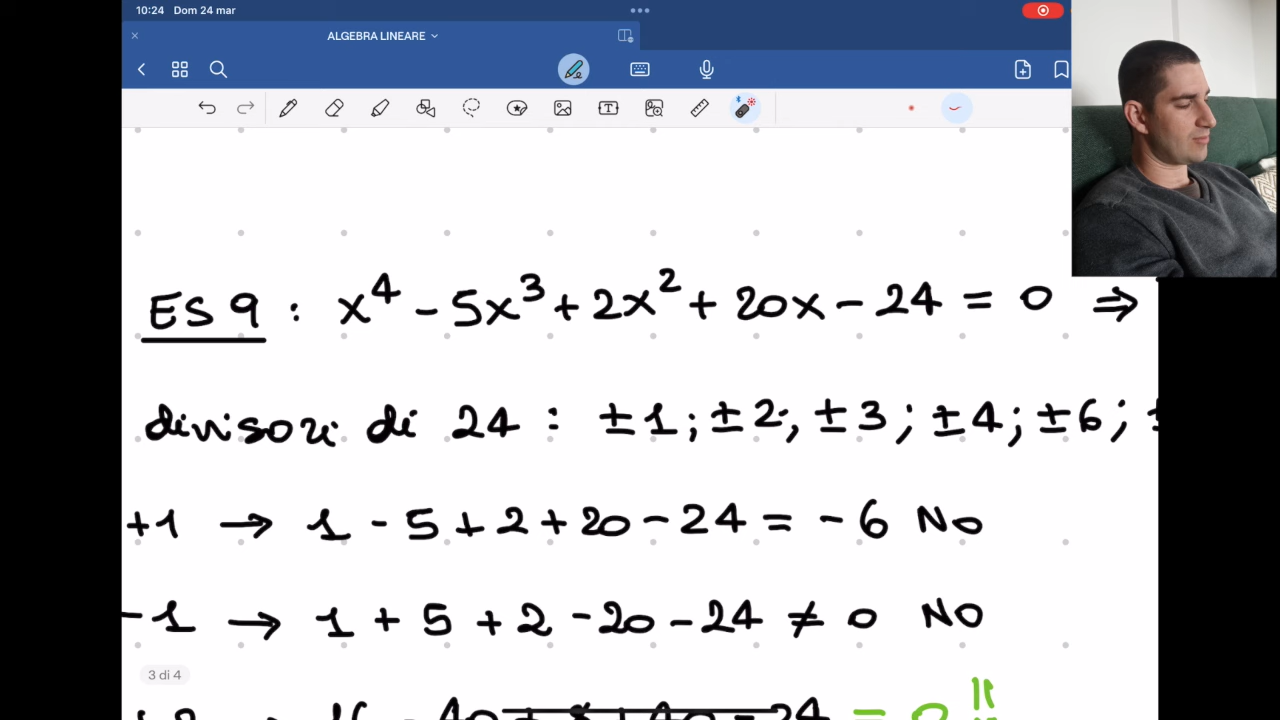 10:24 Dom 24 mar
ALGEBRA LINEARE
ES 9 : x⁴ - 5x³ + 2x² + 20x - 24 = 0 ⇒
divisori di 24 : ±1; ±2; ±3; ±4; ±6;
+1 → 1 - 5 + 2 + 20 - 24 = - 6 No
-1 → 1 + 5 + 2 - 20 - 24 ≠ 0 NO
3 di 4